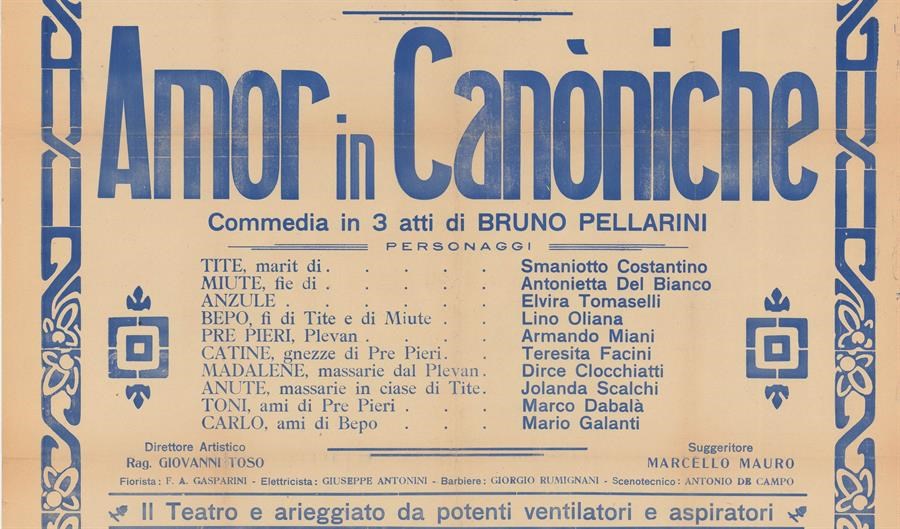 Amor in Canòniche
Commedia in 3 atti di BRUNO PELLARINI
PERSONAGGI
TITE, marit di . . . . . . Smaniotto Costantino
MIUTE, fie di . . . . . . Antonietta Del Bianco
ANZULE . . . . . . . Elvira Tomaselli
BEPO, fi di Tite e di Miute . . . Lino Oliana
PRE PIERI, Plevan . . . . . Armando Miani
CATINE, gnezze di Pre Pieri. . . Teresita Facini
MADALENE, massarie dal Plevan . Dirce Clocchiatti
ANUTE, massarie in ciase di Tite . Jolanda Scalchi
TONI, ami di Pre Pieri . . . . Marco Dabalà
CARLO, ami di Bepo . . . . Mario Galanti
Direttore Artistico Suggeritore
Rag. GIOVANNI TOSO MARCELLO MAURO
Fiorista : F. A. GASPARINI - Elettricista : GIUSEPPE ANTONINI - Barbiere : GIORGIO RUMIGNANI - Scenotecnico : ANTONIO DE CAMPO
Il Teatro e arieggiato da potenti ventilatori e aspiratori